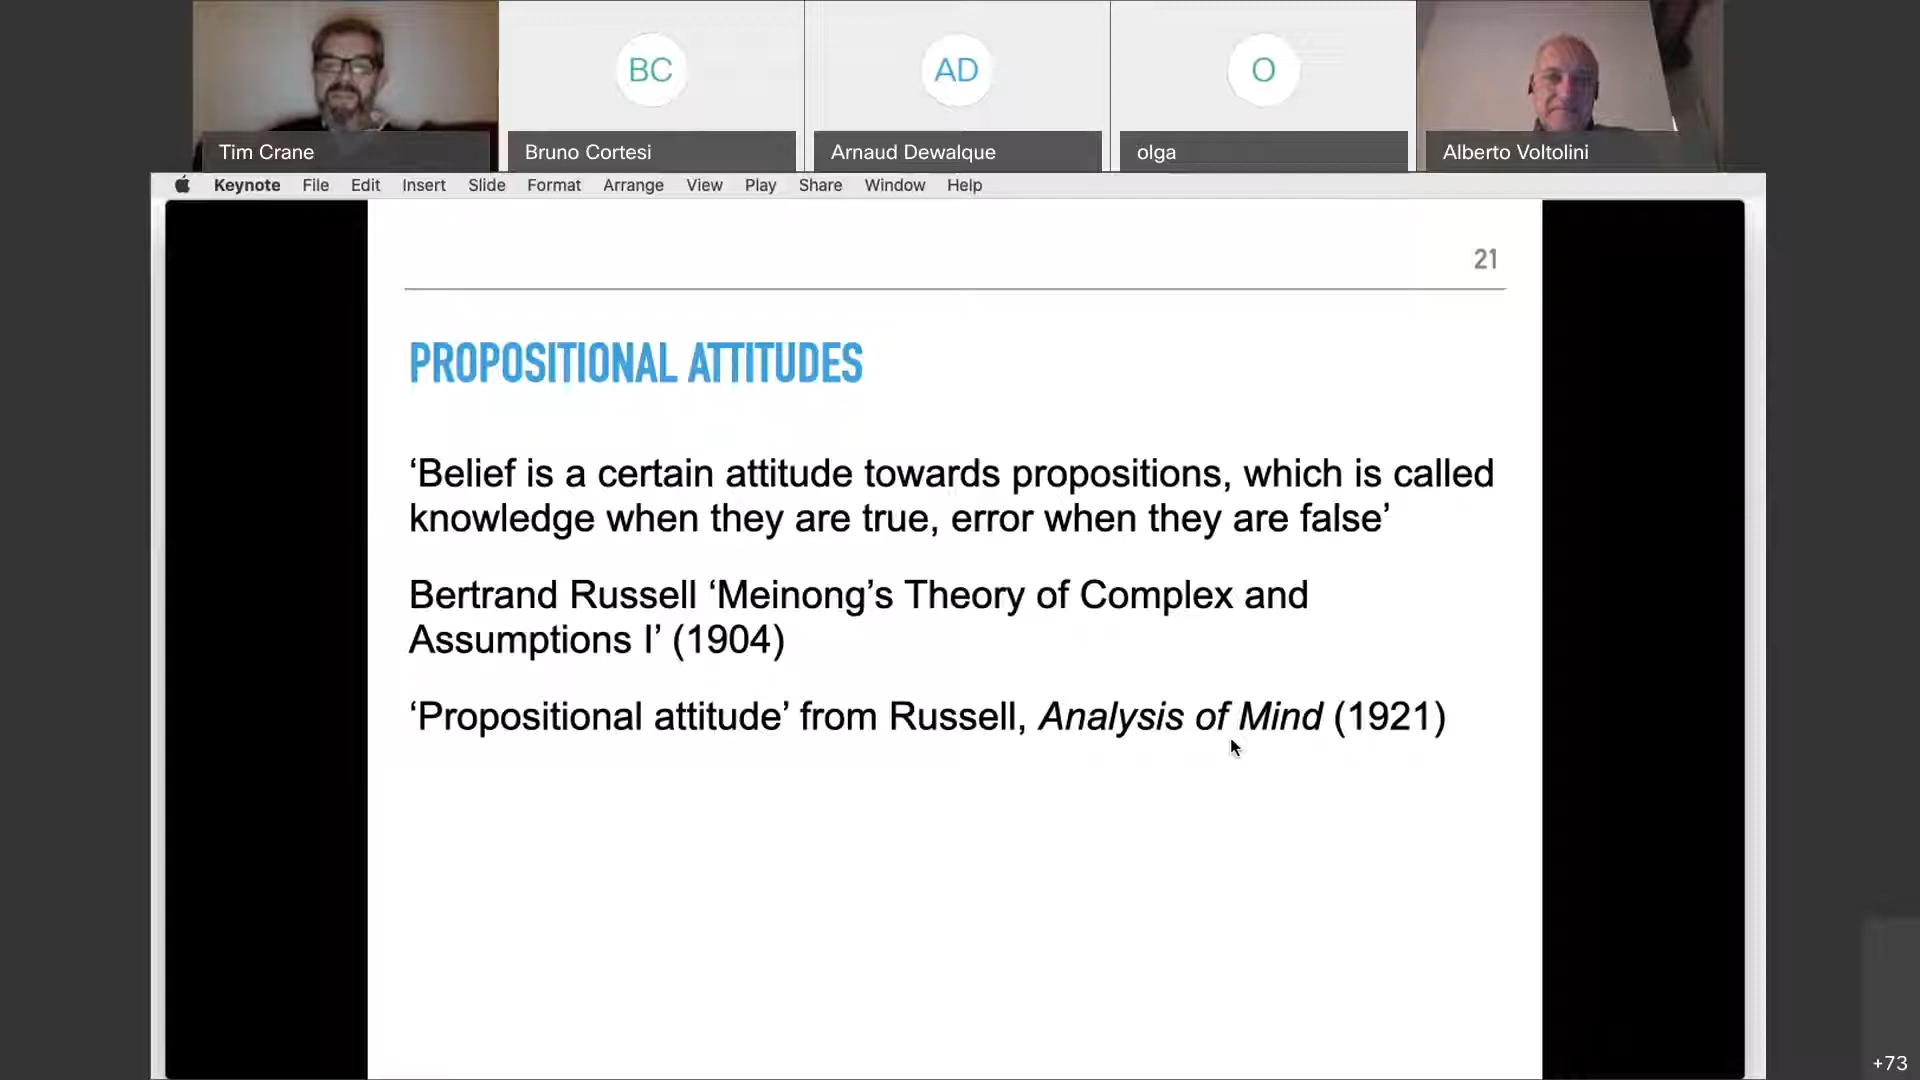 BC
AD
O
Tim Crane
Bruno Cortesi
Arnaud Dewalque
olga
Alberto Voltolini
Keynote File Edit Insert Slide Format Arrange View Play Share Window Help
21
PROPOSITIONAL ATTITUDES
‘Belief is a certain attitude towards propositions, which is called
knowledge when they are true, error when they are false’
Bertrand Russell ‘Meinong’s Theory of Complex and
Assumptions I’ (1904)
‘Propositional attitude’ from Russell, Analysis of Mind (1921)
+73